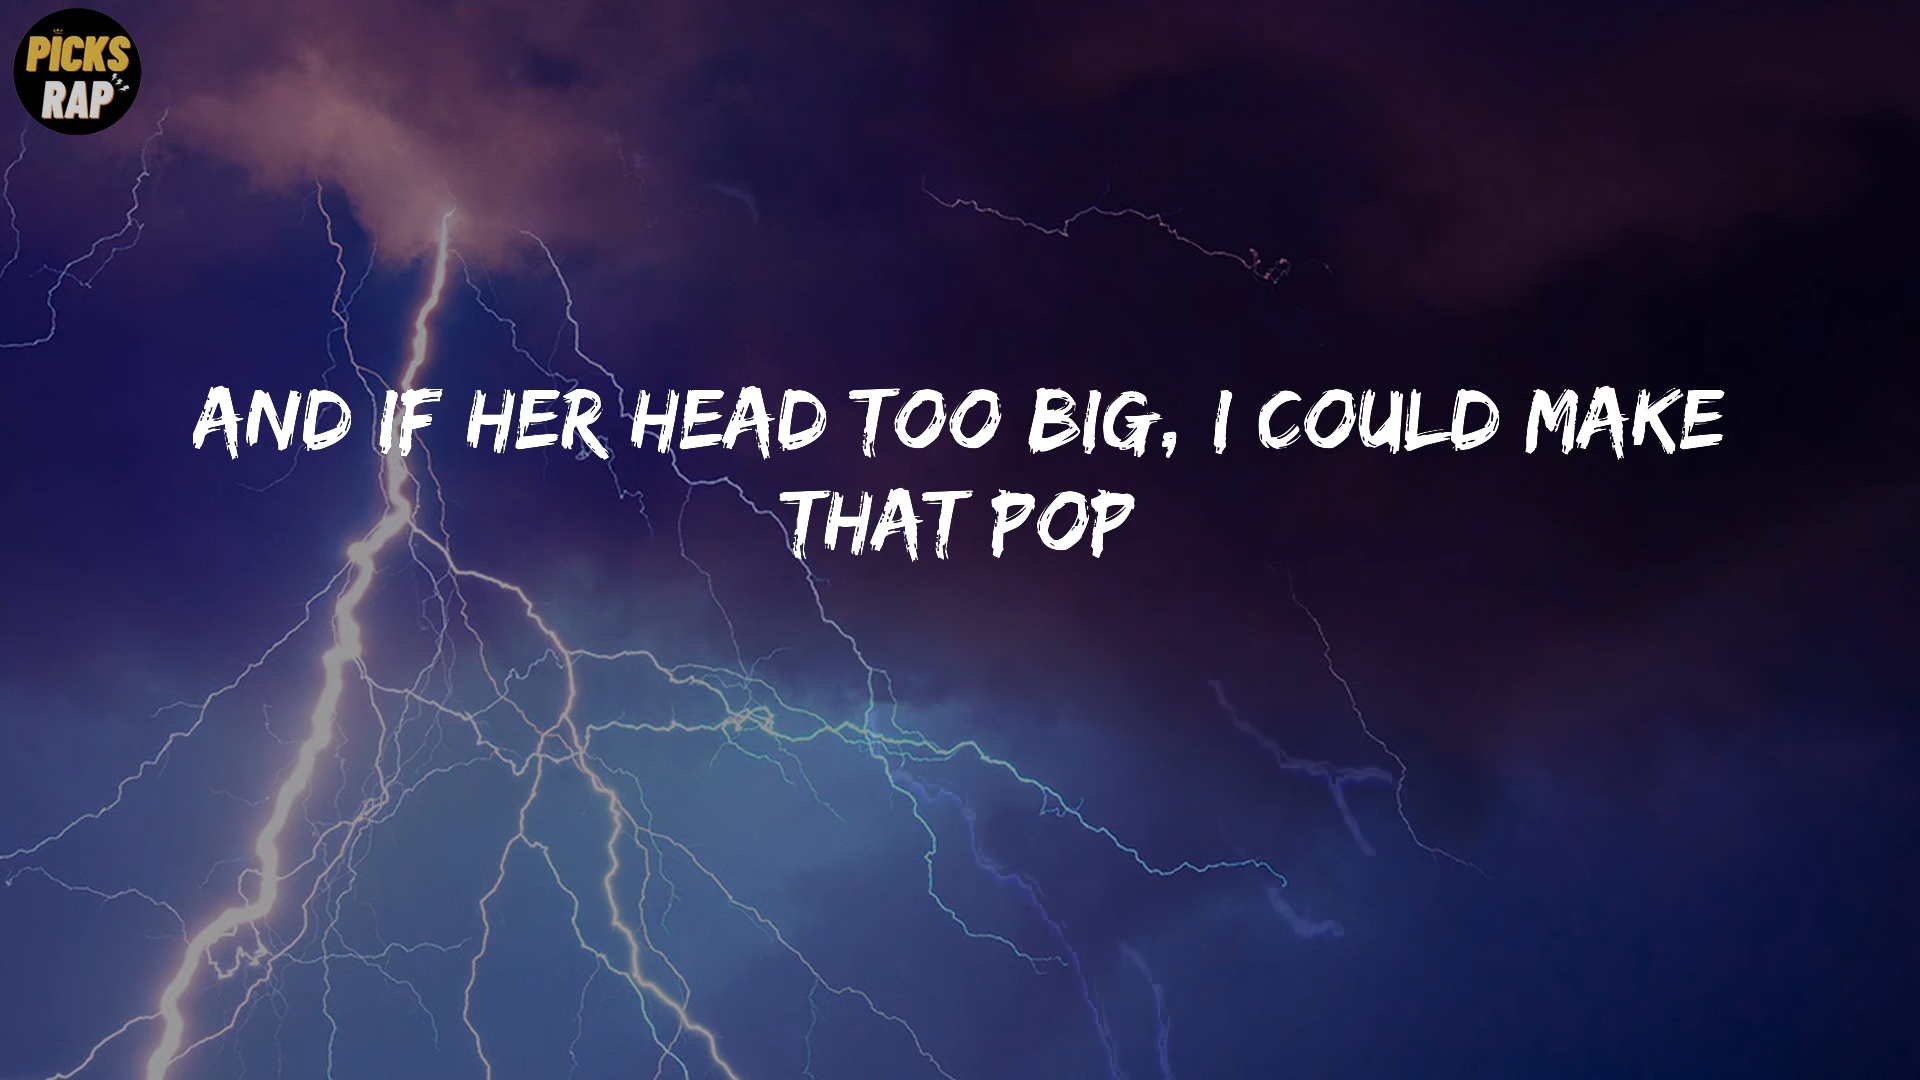 PICKS
RAP
AND IF HER HEAD TOO BIG, I COULD MAKE
THAT POP